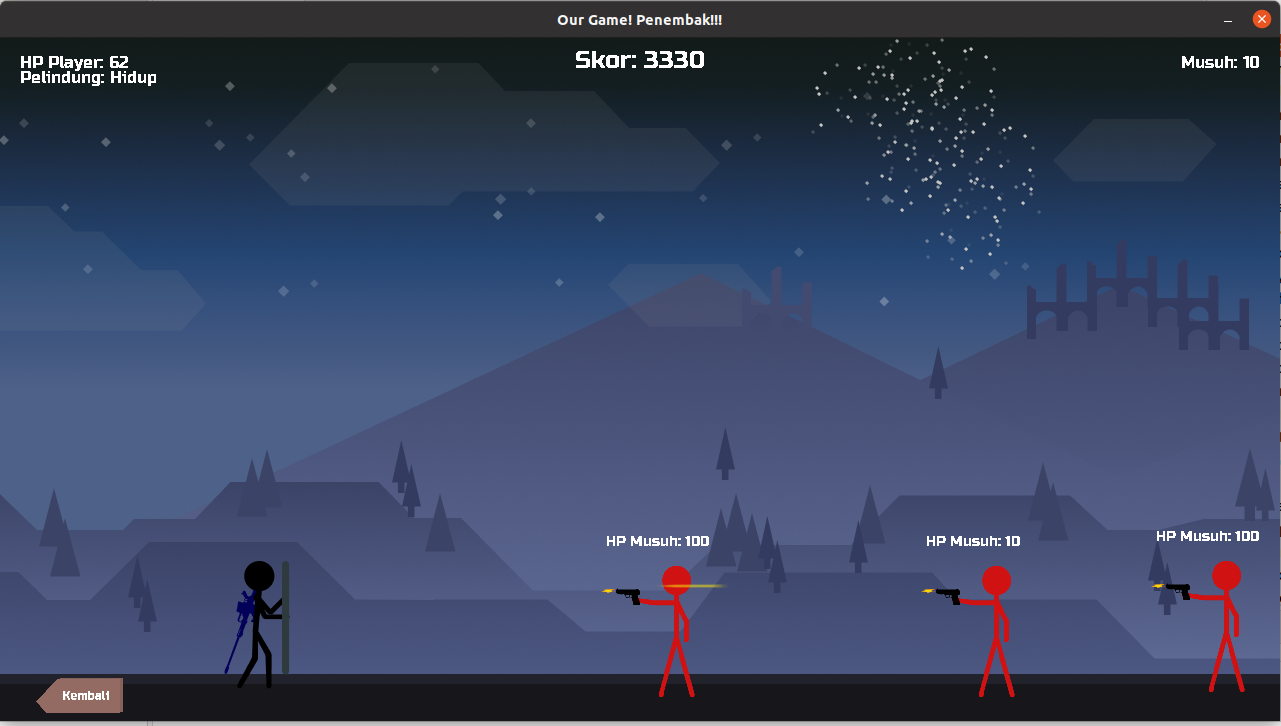 Our Game! Penembak!!!
HP Player: 62
Pelindung: Hidup
Skor: 3330
Musuh: 10
HP Musuh: 100
HP Musuh: 10
HP Musuh: 100
Kembali